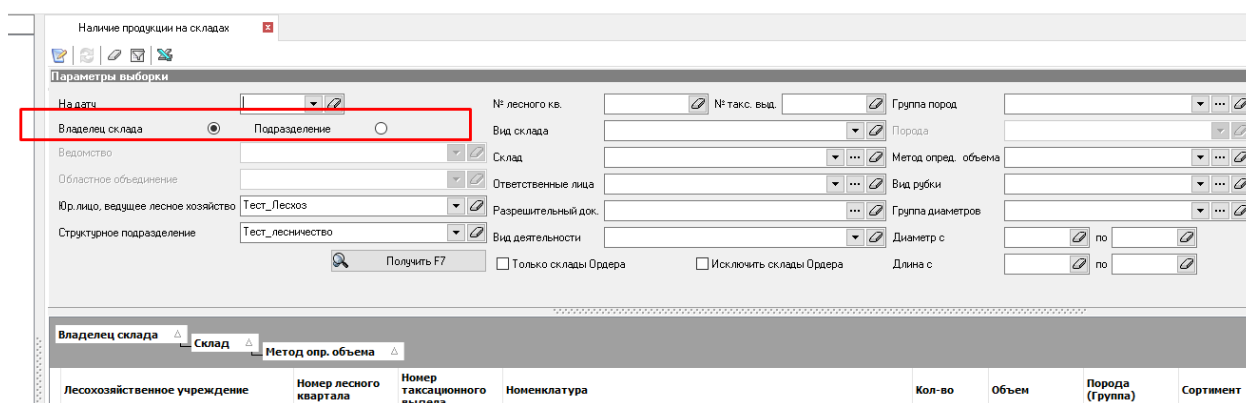 Наличие продукции на складах
Параметры выборки
На дату
№ лесного кв.
№ такс. выд.
Группа пород
Владелец склада
Подразделение
Вид склада
Порода
Ведомство
Склад
Метод опред. объема
Областное объединение
Ответственные лица
Вид рубки
Юр.лицо, ведущее лесное хозяйство
Тест_Лесхоз
Разрешительный док.
Группа диаметров
Структурное подразделение
Тест_лесничество
Вид деятельности
Диаметр с
по
Получить F7
Только склады Ордера
Исключить склады Ордера
Длина с
по
Владелец склада
Склад
Метод опр. объема
Лесохозяйственное учреждение
Номер лесного
квартала
Номер
таксационного
выдела
Номенклатура
Кол-во
Объем
Порода
(Группа)
Сортимент